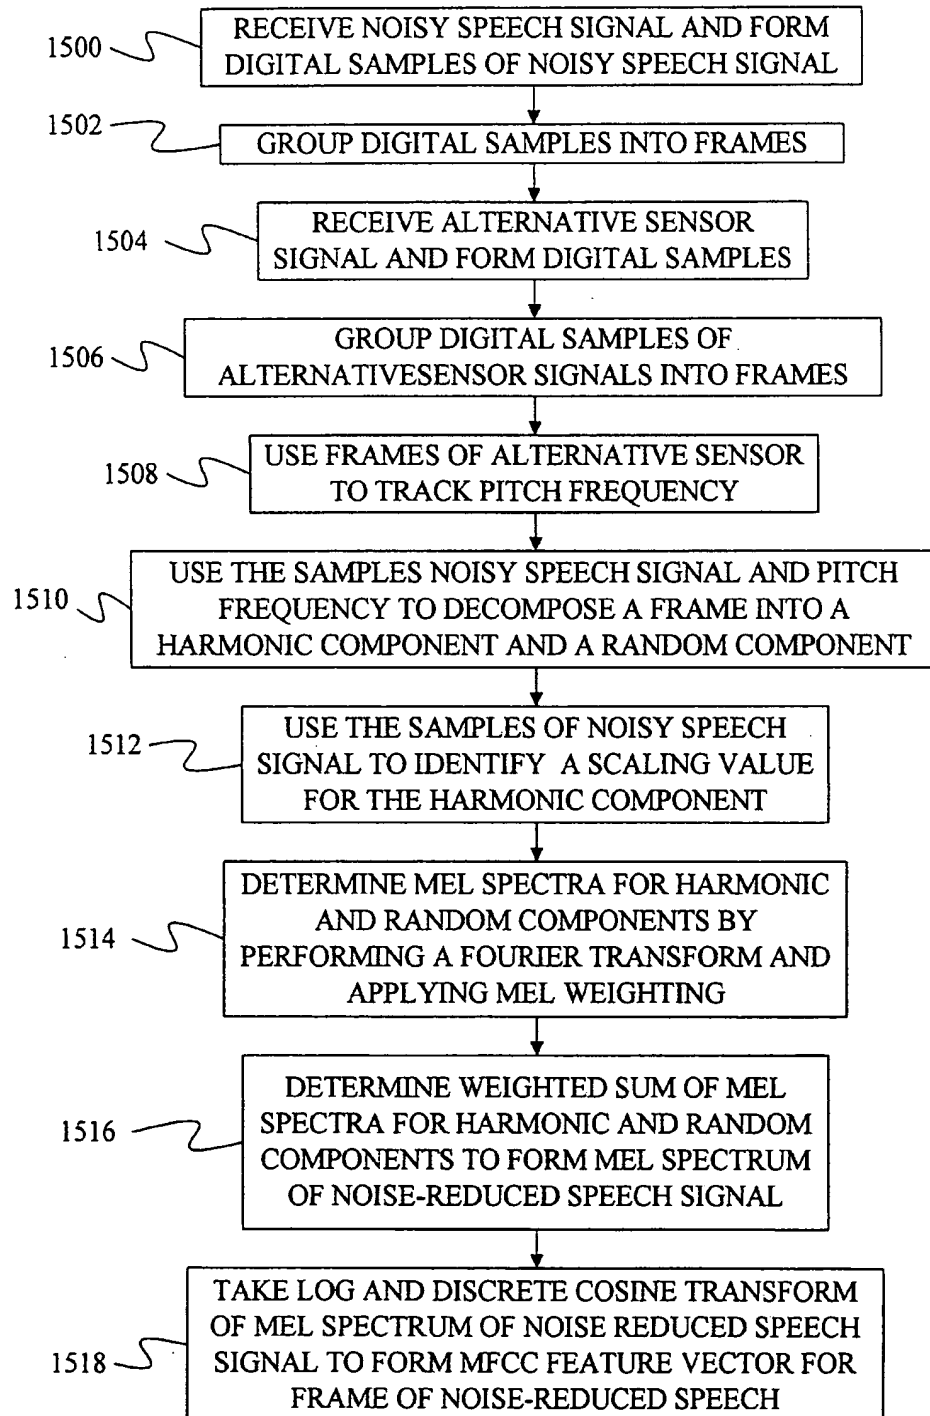 1500
RECEIVE NOISY SPEECH SIGNAL AND FORM
DIGITAL SAMPLES OF NOISY SPEECH SIGNAL
1502
GROUP DIGITAL SAMPLES INTO FRAMES
1504
RECEIVE ALTERNATIVE SENSOR
SIGNAL AND FORM DIGITAL SAMPLES
1506
GROUP DIGITAL SAMPLES OF
ALTERNATIVESENSOR SIGNALS INTO FRAMES
1508
USE FRAMES OF ALTERNATIVE SENSOR
TO TRACK PITCH FREQUENCY
1510
USE THE SAMPLES NOISY SPEECH SIGNAL AND PITCH
FREQUENCY TO DECOMPOSE A FRAME INTO A
HARMONIC COMPONENT AND A RANDOM COMPONENT
1512
USE THE SAMPLES OF NOISY SPEECH
SIGNAL TO IDENTIFY A SCALING VALUE
FOR THE HARMONIC COMPONENT
1514
DETERMINE MEL SPECTRA FOR HARMONIC
AND RANDOM COMPONENTS BY
PERFORMING A FOURIER TRANSFORM AND
APPLYING MEL WEIGHTING
1516
DETERMINE WEIGHTED SUM OF MEL
SPECTRA FOR HARMONIC AND RANDOM
COMPONENTS TO FORM MEL SPECTRUM
OF NOISE-REDUCED SPEECH SIGNAL
1518
TAKE LOG AND DISCRETE COSINE TRANSFORM
OF MEL SPECTRUM OF NOISE REDUCED SPEECH
SIGNAL TO FORM MFCC FEATURE VECTOR FOR
FRAME OF NOISE-REDUCED SPEECH